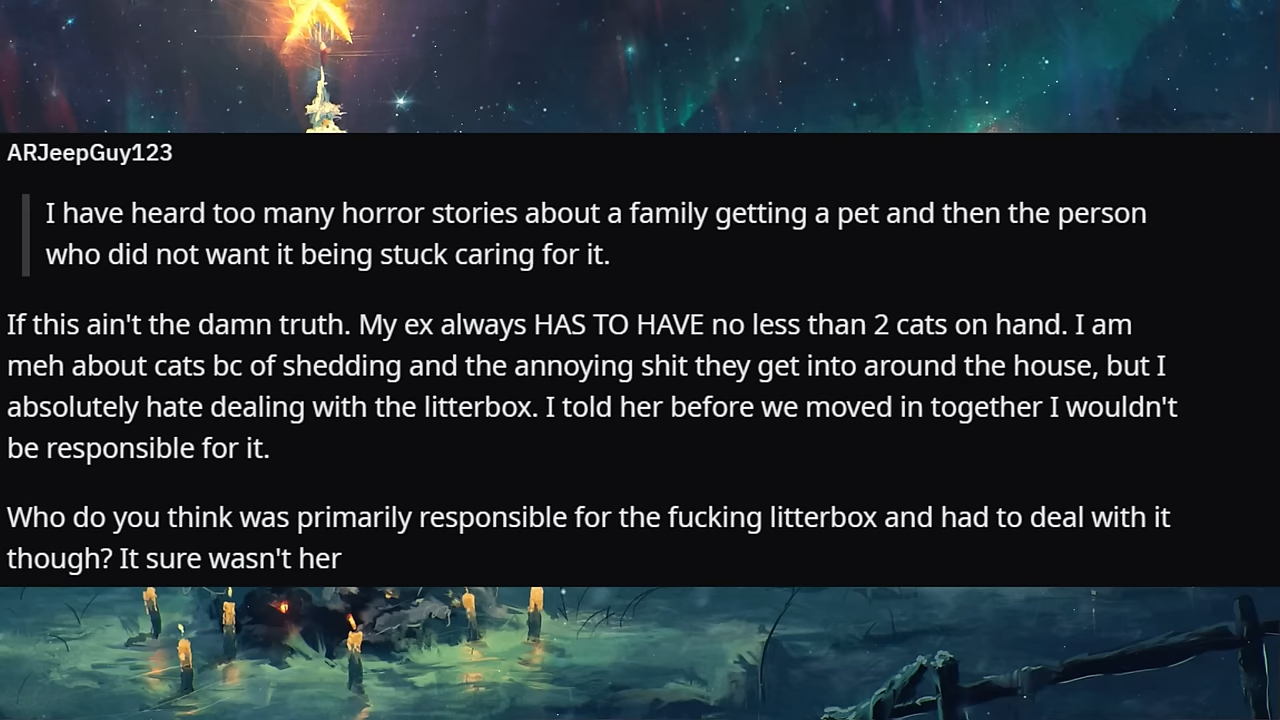 ARJeepGuy123
I have heard too many horror stories about a family getting a pet and then the person
who did not want it being stuck caring for it.
If this ain't the damn truth. My ex always HAS TO HAVE no less than 2 cats on hand. I am
meh about cats bc of shedding and the annoying shit they get into around the house, but I
absolutely hate dealing with the litterbox. I told her before we moved in together I wouldn't
be responsible for it.
Who do you think was primarily responsible for the fucking litterbox and had to deal with it
though? It sure wasn't her